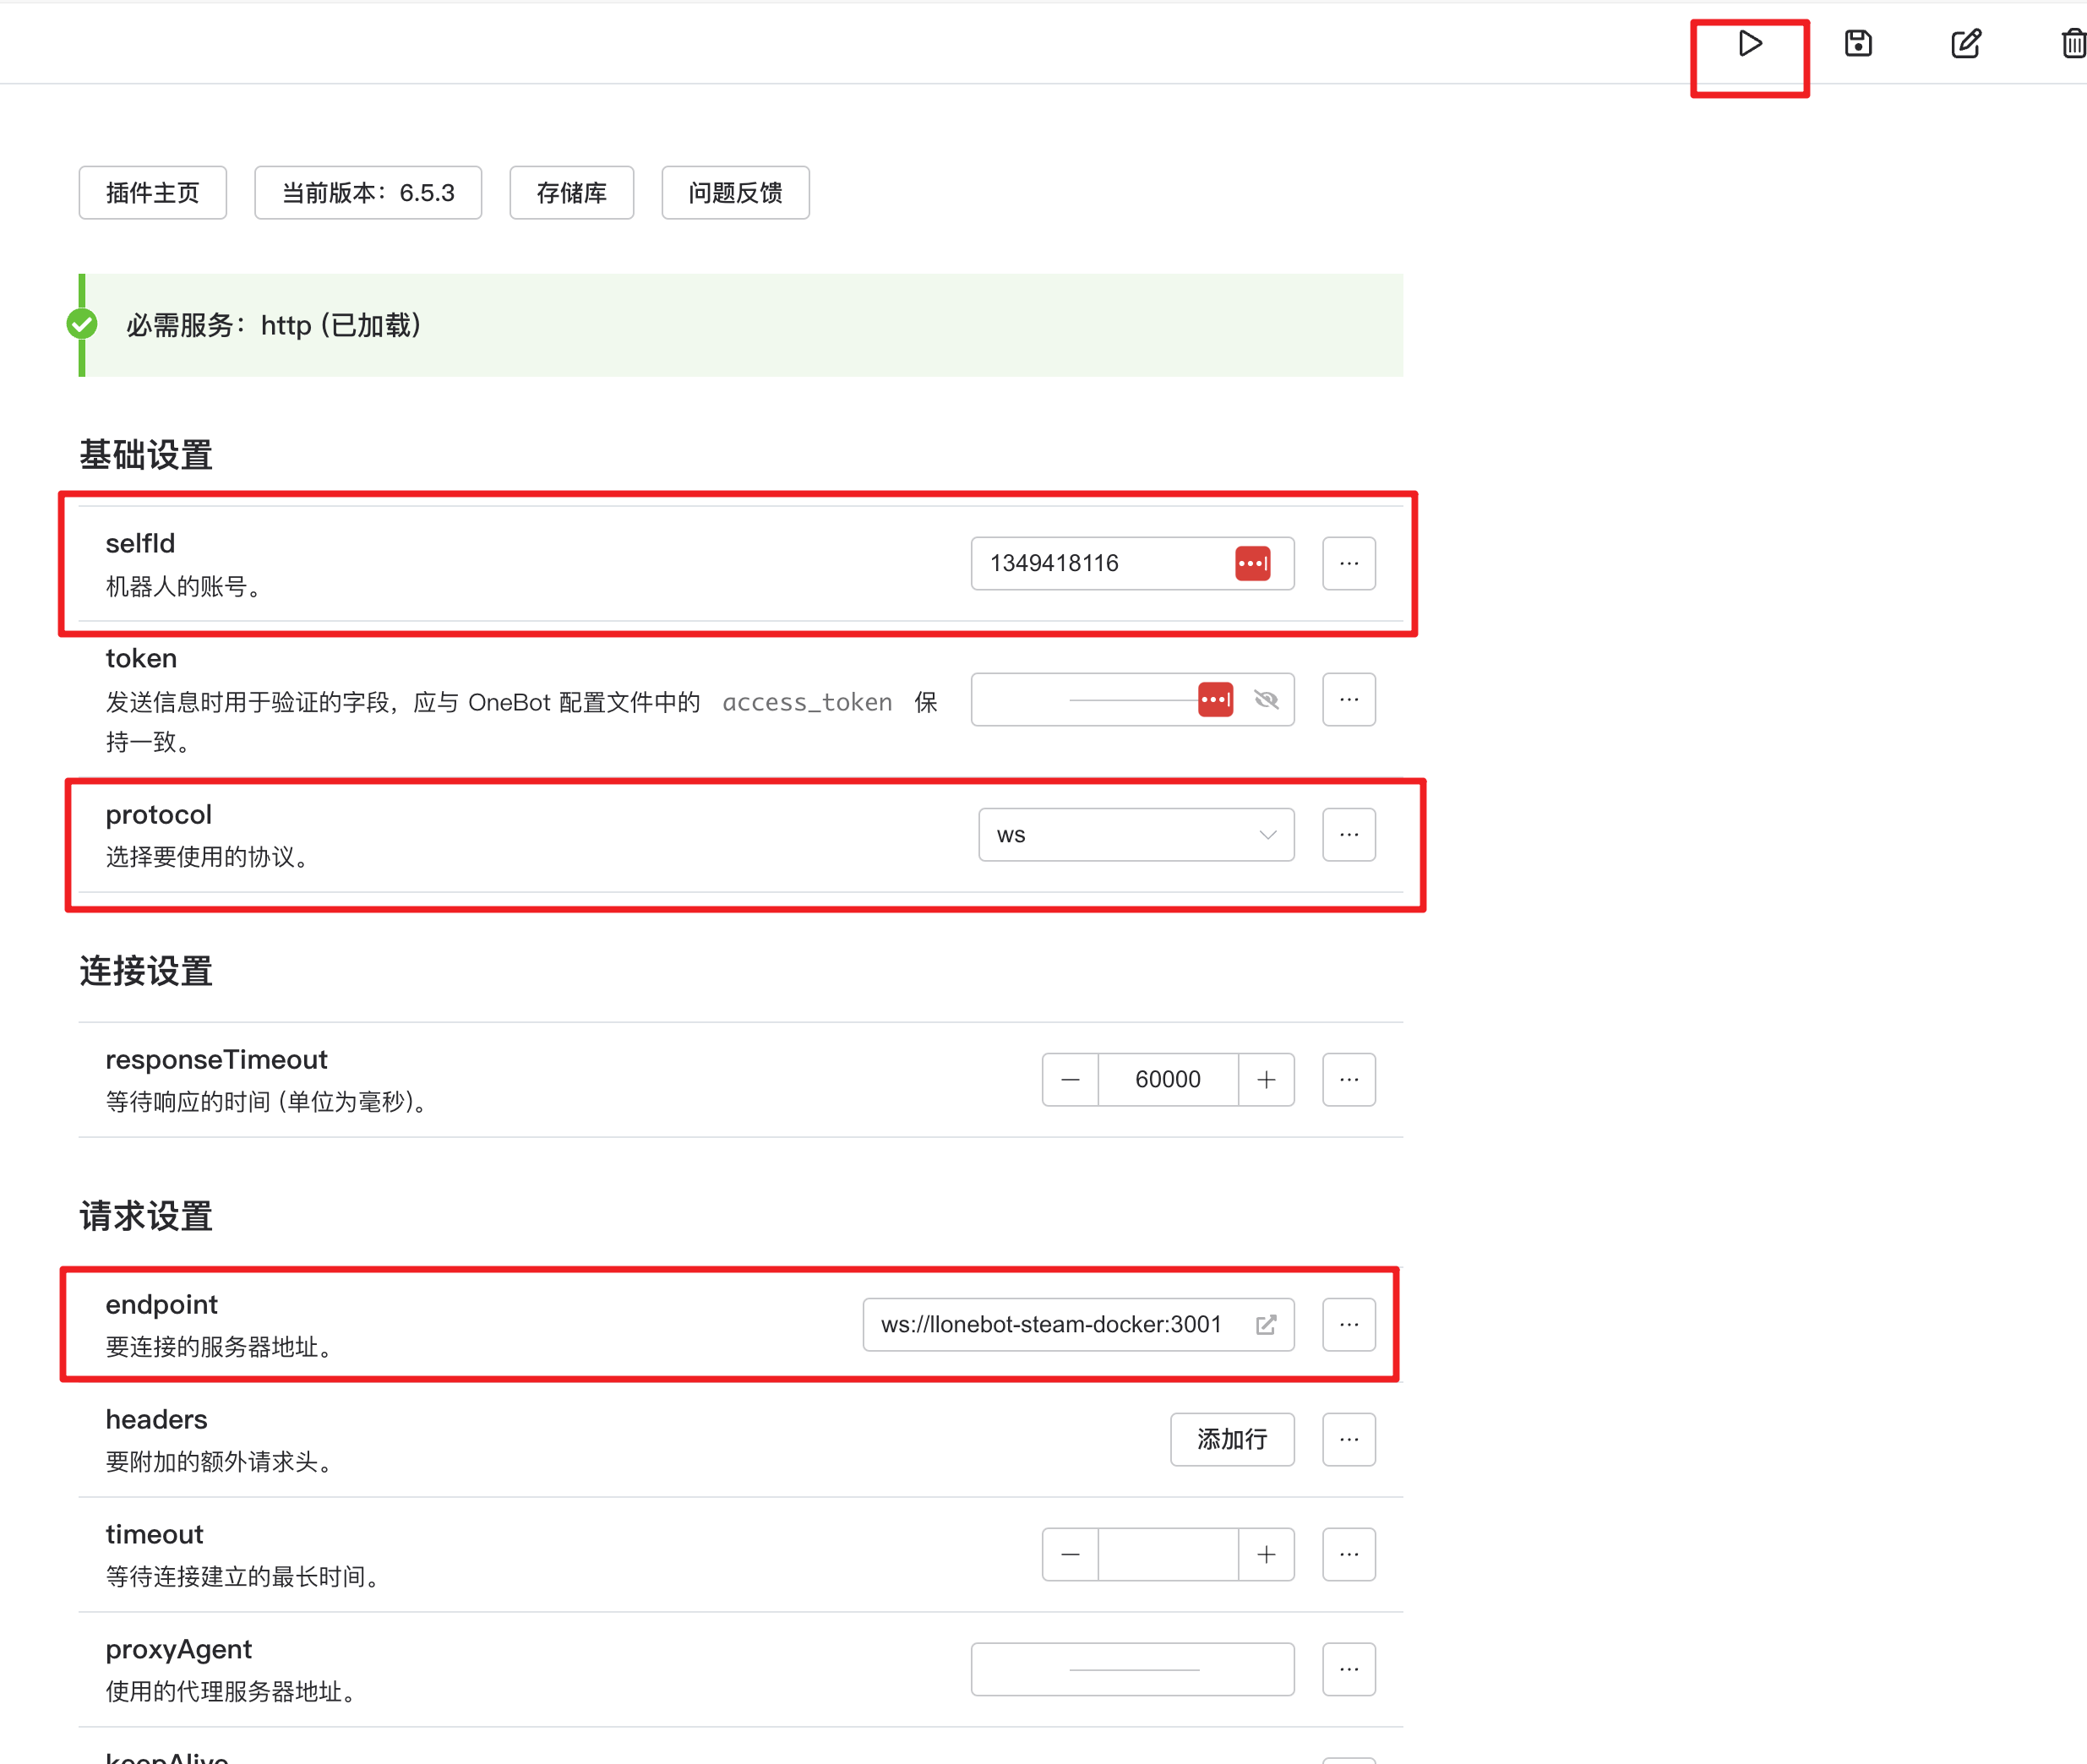 插件主页
当前版本：6.5.3
存储库
问题反馈
必需服务：http (已加载)
基础设置
selfId
机器人的账号。
1349418116
token
发送信息时用于验证的字段，应与 OneBot 配置文件中的 access_token 保
持一致。
protocol
选择要使用的协议。
ws
连接设置
responseTimeout
等待响应的时间 (单位为毫秒)。
60000
请求设置
endpoint
要连接的服务器地址。
ws://llonebot-steam-docker:3001
headers
要附加的额外请求头。
添加行
timeout
等待连接建立的最长时间。
proxyAgent
使用的代理服务器地址。
keepAlive